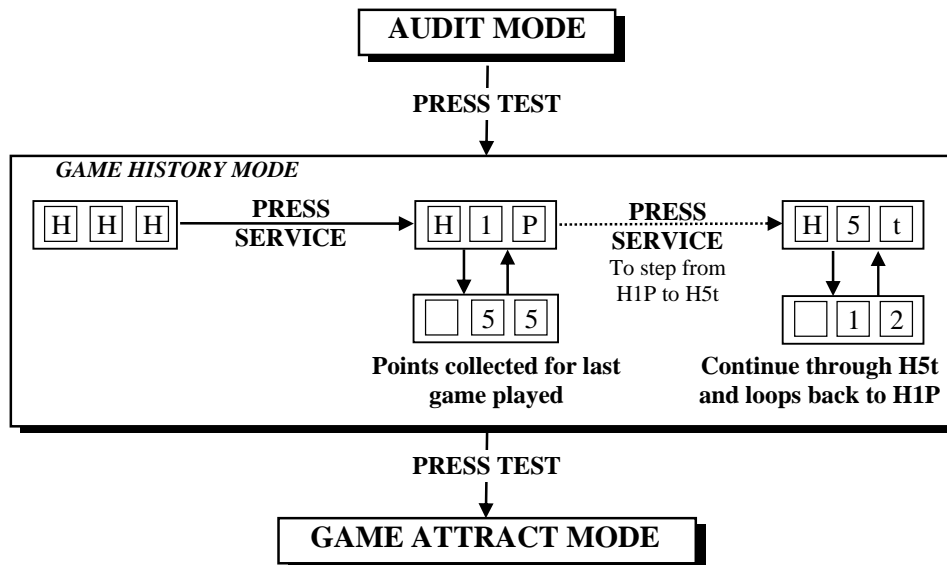 AUDIT MODE
PRESS TEST
GAME HISTORY MODE
H H H
PRESS
SERVICE
H 1 P
5 5
Points collected for last
game played
PRESS
SERVICE
To step from
H1P to H5t
H 5 t
1 2
Continue through H5t
and loops back to H1P
PRESS TEST
GAME ATTRACT MODE